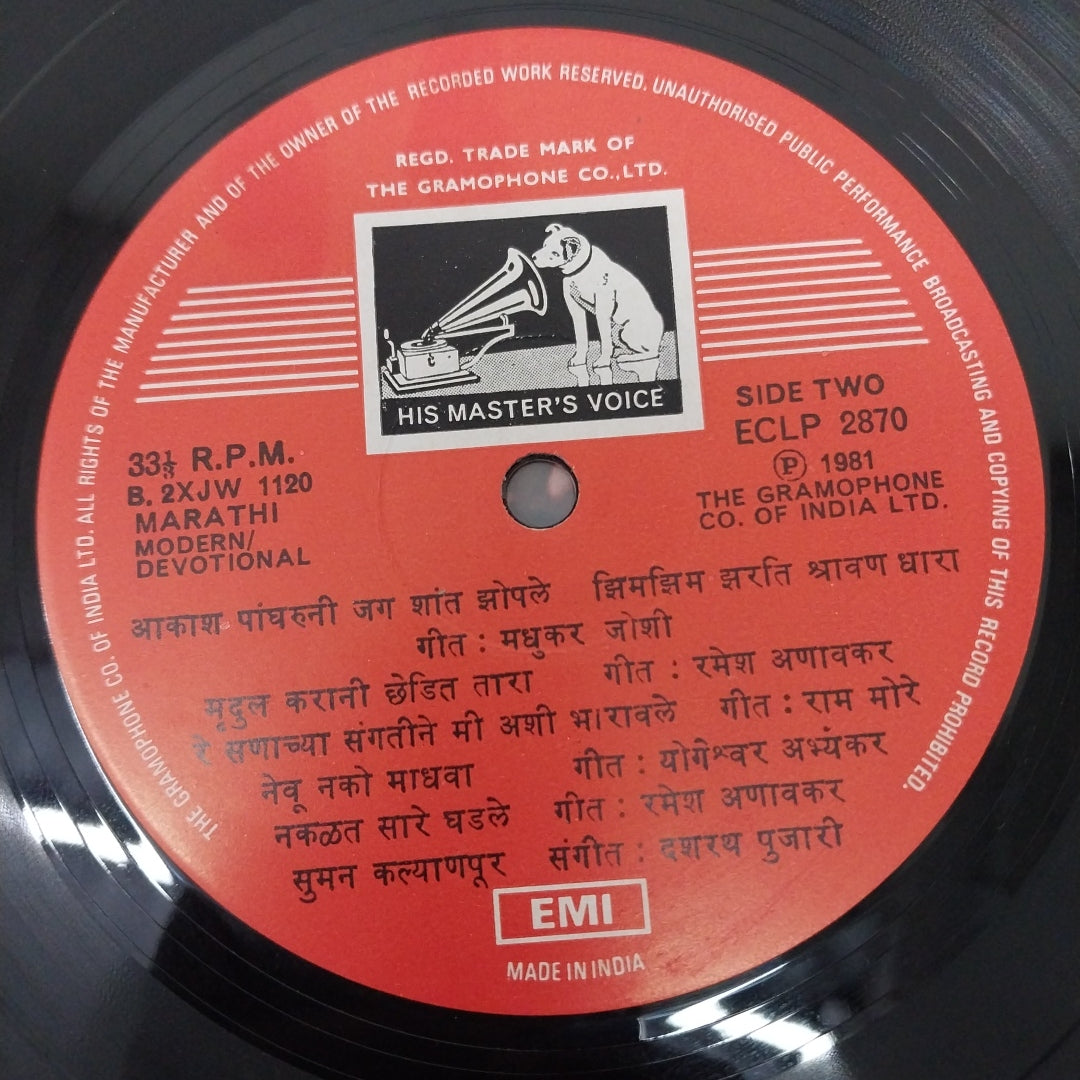 THE GRAMOPHONE CO. OF INDIA LTD. ALL RIGHTS OF THE MANUFACTURER AND OF THE OWNER OF THE RECORDED WORK RESERVED. UNAUTHORISED PUBLIC PERFORMANCE BROADCASTING AND COPYING OF THIS RECORD PROHIBITED.
REGD. TRADE MARK OF
THE GRAMOPHONE CO.,LTD.
HIS MASTER'S VOICE
33⅓ R.P.M.
B. 2XJW 1120
MARATHI
MODERN/
DEVOTIONAL
SIDE TWO
ECLP 2870
Ⓟ 1981
THE GRAMOPHONE
CO. OF INDIA LTD.
आकाश पांघरुनी जग शांत झोपले झिमझिम झरति श्रावण धारा
गीत : मधुकर जोशी
मृदुल करानी छेडित तारा गीत : रमेश अणावकर
रे सणाच्या संगतीने मी अशी भारावले गीत : राम मोरे
नेवू नको माधवा गीत : योगेश्वर अभ्यंकर
नकळत सारे घडले गीत : रमेश अणावकर
सुमन कल्याणपूर संगीत : दशरथ पुजारी
EMI
MADE IN INDIA